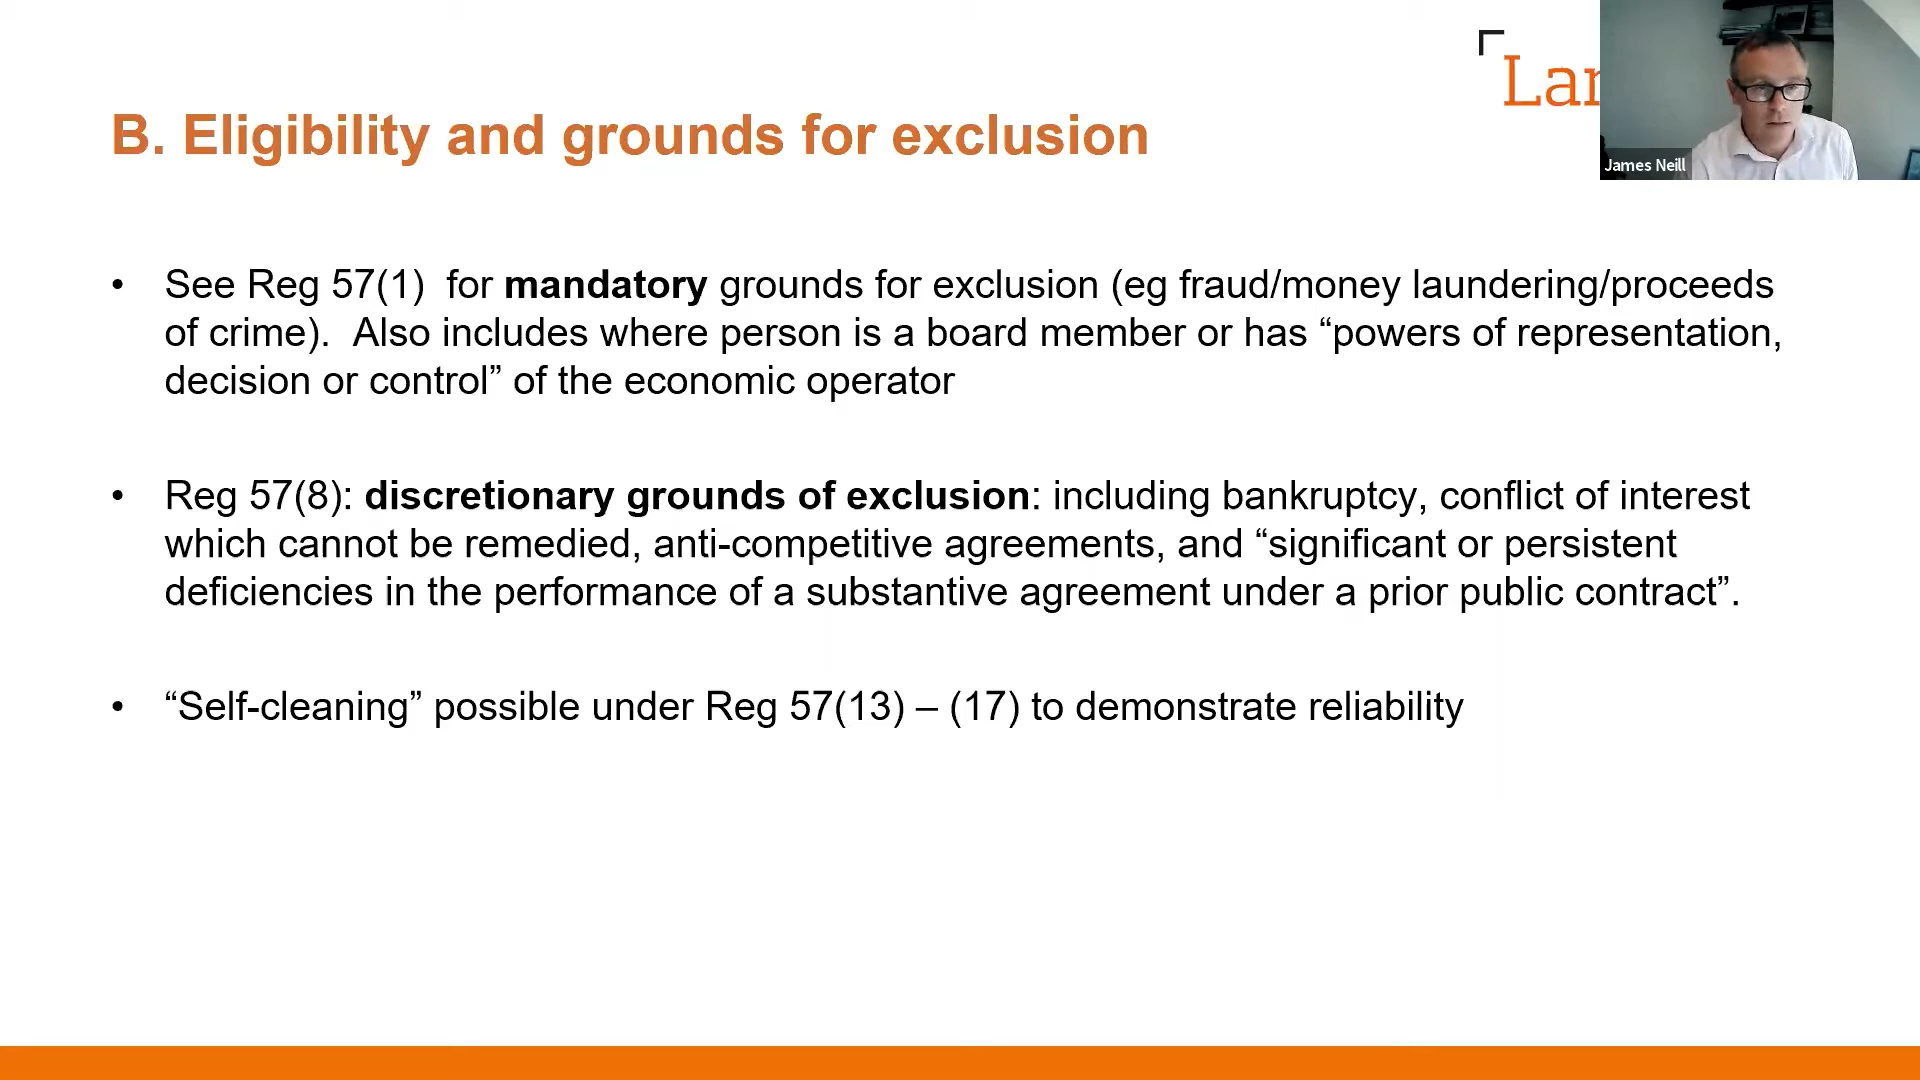 Lar
James Neill
B. Eligibility and grounds for exclusion
• See Reg 57(1)  for mandatory grounds for exclusion (eg fraud/money laundering/proceeds
of crime).  Also includes where person is a board member or has “powers of representation,
decision or control” of the economic operator
• Reg 57(8): discretionary grounds of exclusion: including bankruptcy, conflict of interest
which cannot be remedied, anti-competitive agreements, and “significant or persistent
deficiencies in the performance of a substantive agreement under a prior public contract”.
• “Self-cleaning” possible under Reg 57(13) – (17) to demonstrate reliability